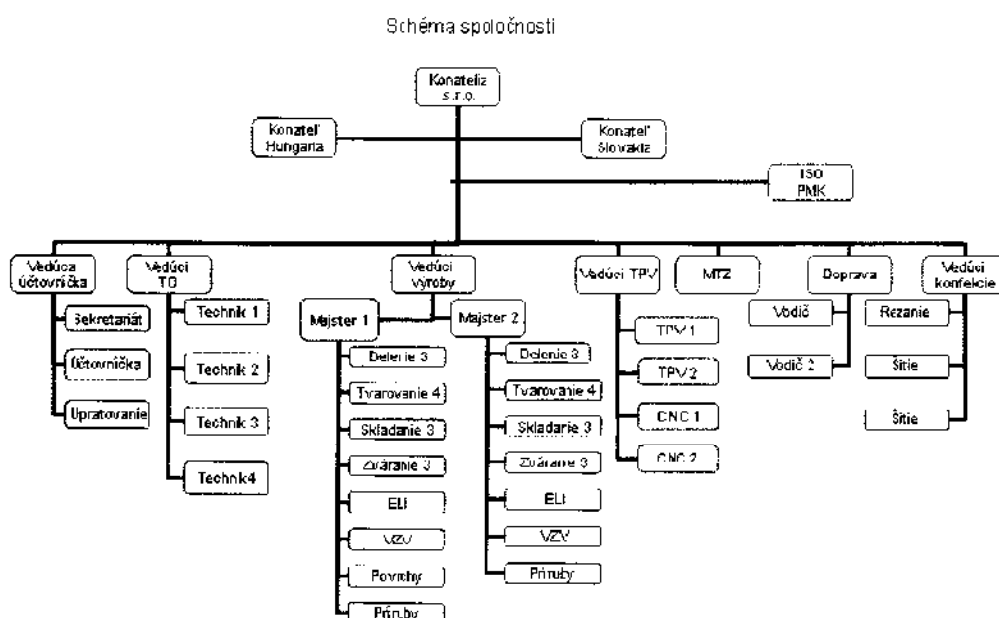 Schéma spoločnosti
Konatelia
s.r.o.
Konateľ
Hungaria
Konateľ
Slovakia
ISO
PMK
Vedúca
účtovníčka
Vedúci
TO
Vedúci
výroby
Vedúci TPV
MTZ
Doprava
Vedúci
konfekcie
Sekretariát
Účtovníčka
Upratovanie
Technik 1
Technik 2
Technik 3
Technik4
Majster 1
Majster 2
Delenie 3
Tvarovanie 4
Skladanie 3
Zváranie 3
ELI
VZV
Povrchy
Príruby
Delenie 3
Tvarovanie 4
Skladanie 3
Zváranie 3
ELI
VZV
Príruby
TPV 1
TPV 2
CNC 1
CNC 2
Vodič
Vodič 2
Rezanie
Šitie
Šitie